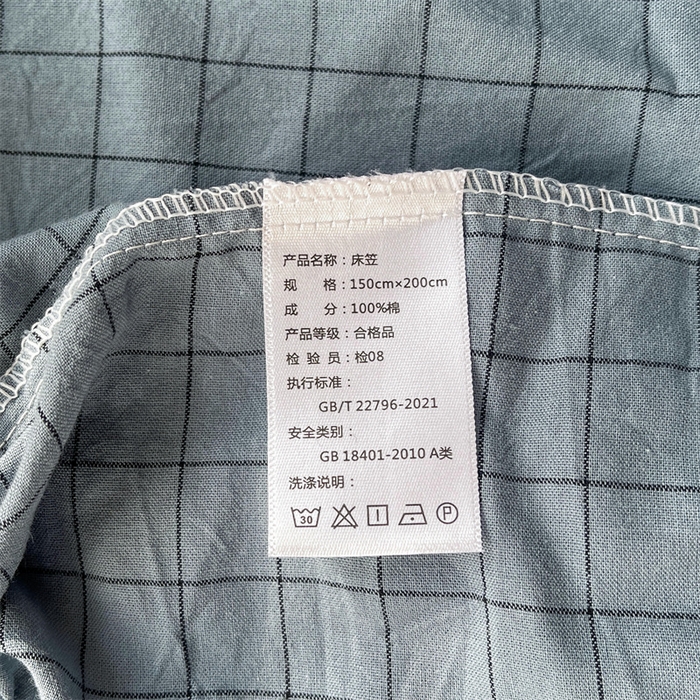 产品名称：床笠
规 格：150cm×200cm
成 分：100%棉
产品等级：合格品
检 验 员：检08
执行标准：
GB/T 22796-2021
安全类别：
GB 18401-2010 A类
洗涤说明：
30 P